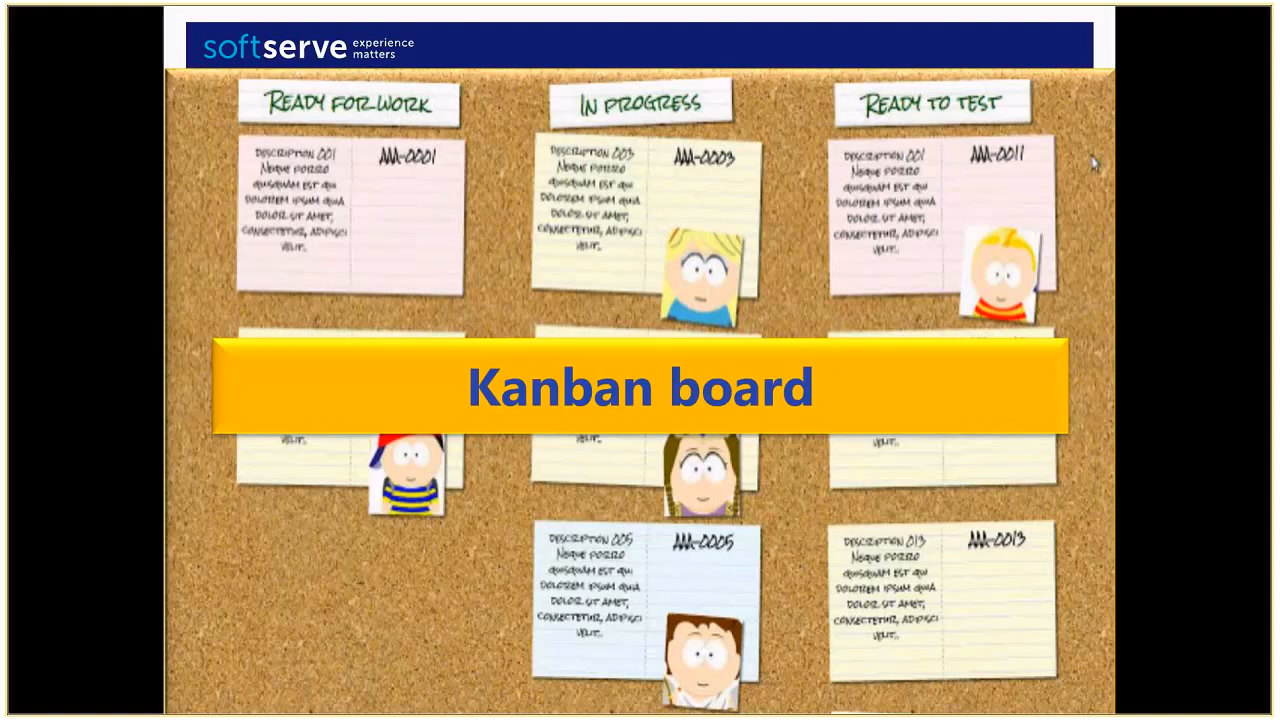 softserve experience
matters
READY FOR WORK
IN PROGRESS
READY TO TEST
DESCRIPTION 001
NEQUE PORRO
QUISQUAM EST QUI
DOLOREM IPSUM QUIA
DOLOR SIT AMET,
CONSECTETUR, ADIPISCI
VELIT..
AAA-0001
DESCRIPTION 003
NEQUE PORRO
QUISQUAM EST QUI
DOLOREM IPSUM QUIA
DOLOR SIT AMET,
CONSECTETUR, ADIPISCI
VELIT..
AAA-0003
DESCRIPTION 001
NEQUE PORRO
QUISQUAM EST QUI
DOLOREM IPSUM QUIA
DOLOR SIT AMET,
CONSECTETUR, ADIPISCI
VELIT..
AAA-0011
Kanban board
VELIT..
VELIT..
VELIT..
DESCRIPTION 005
NEQUE PORRO
QUISQUAM EST QUI
DOLOREM IPSUM QUIA
DOLOR SIT AMET,
CONSECTETUR, ADIPISCI
VELIT..
AAA-0005
DESCRIPTION 013
NEQUE PORRO
QUISQUAM EST QUI
DOLOREM IPSUM QUIA
DOLOR SIT AMET,
CONSECTETUR, ADIPISCI
VELIT..
AAA-0013